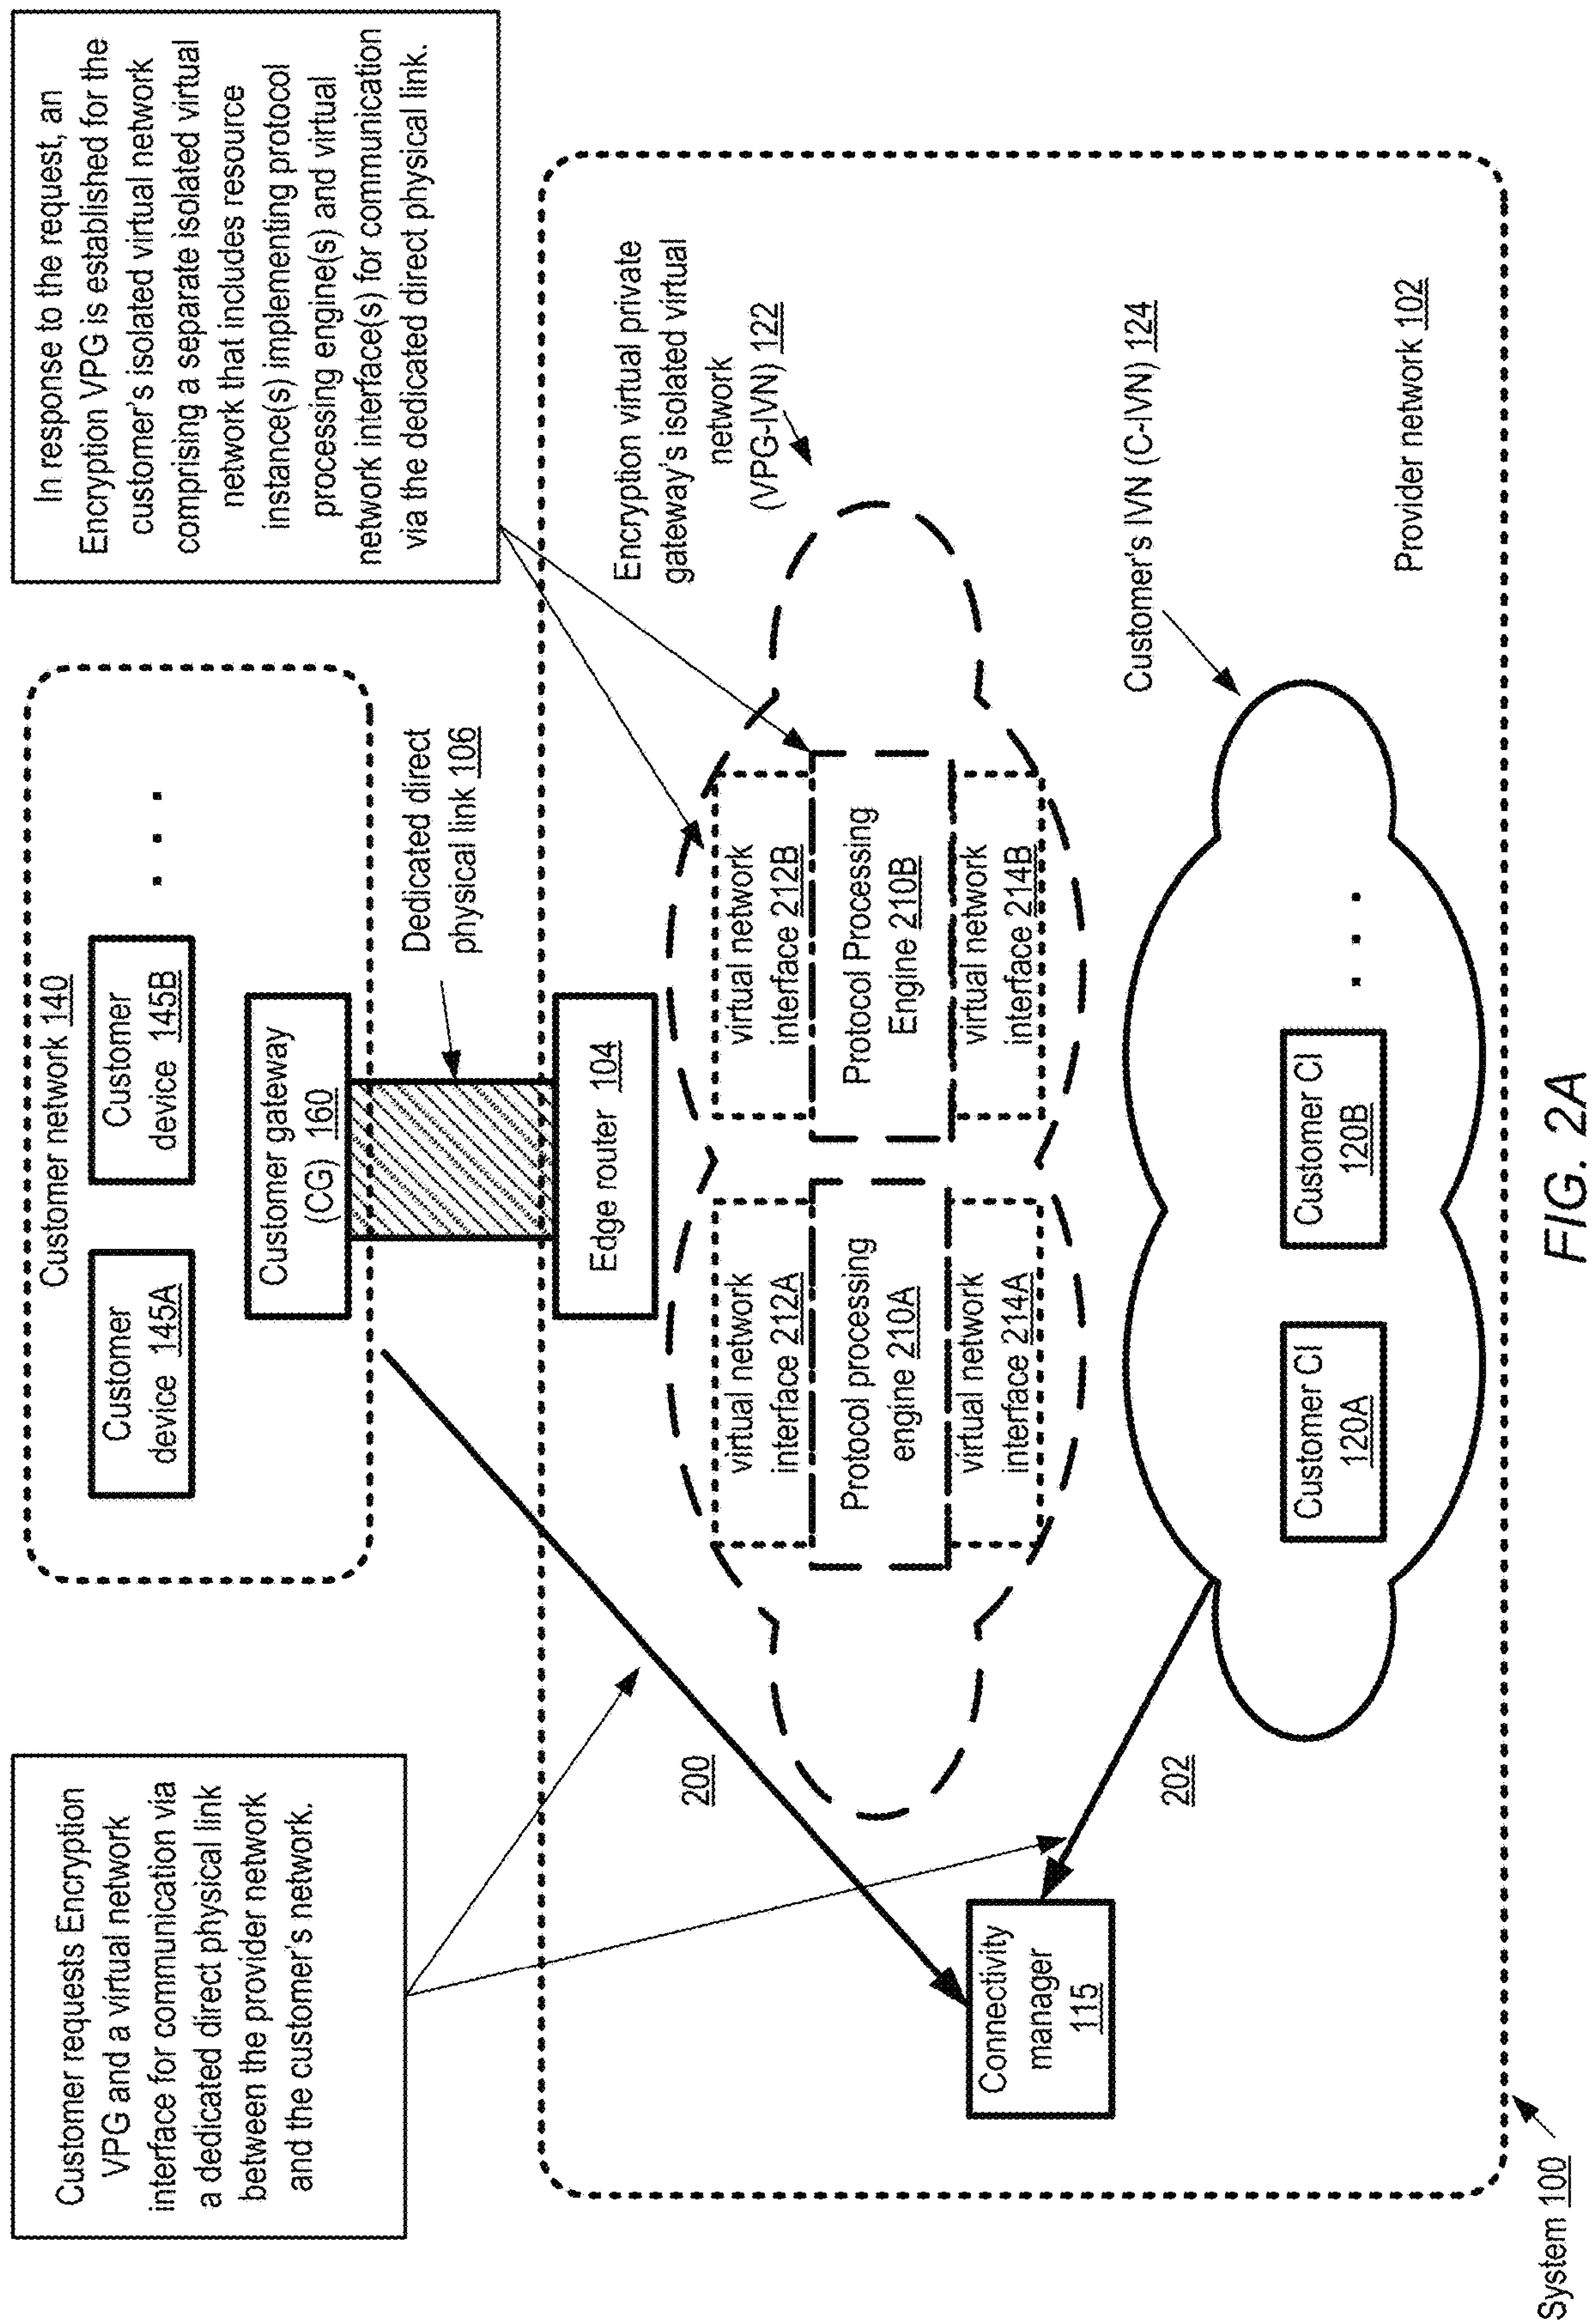 Customer requests Encryption
VPG and a virtual network
interface for communication via
a dedicated direct physical link
between the provider network
and the customer's network.
Customer network 140
Customer
device 145A
Customer
device 145B
. . .
Customer gateway
(CG) 160
Dedicated direct
physical link 106
In response to the request, an
Encryption VPG is established for the
customer's isolated virtual network
comprising a separate isolated virtual
network that includes resource
instance(s) implementing protocol
processing engine(s) and virtual
network interface(s) for communication
via the dedicated direct physical link.
Edge router 104
200
Encryption virtual private
gateway's isolated virtual
network
(VPG-IVN) 122
virtual network
interface 212A
Protocol processing
engine 210A
virtual network
interface 214A
virtual network
interface 212B
Protocol Processing
Engine 210B
virtual network
interface 214B
Connectivity
manager
115
202
Customer's IVN (C-IVN) 124
Customer CI
120A
Customer CI
120B
. . .
Provider network 102
System 100
FIG. 2A